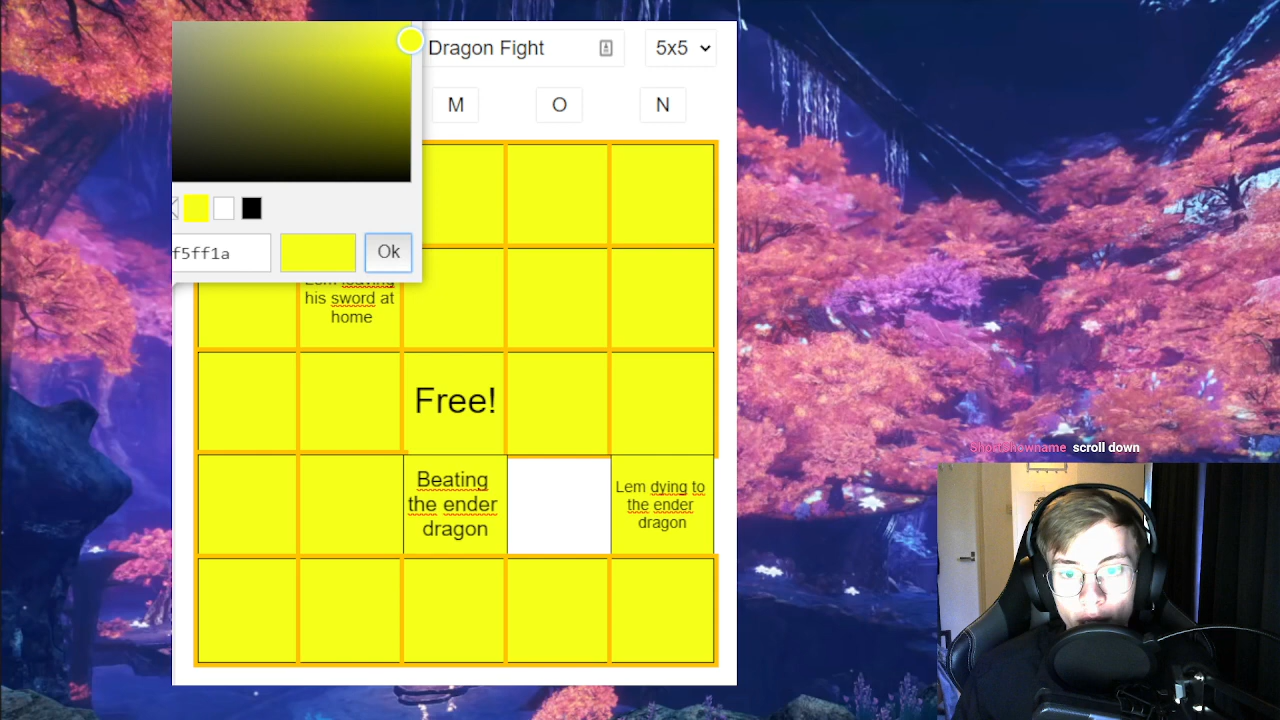 Dragon Fight
5x5
M
O
N
f5ff1a
Ok
his sword at
home
Free!
Beating
the ender
dragon
Lem dying to
the ender
dragon
scroll down